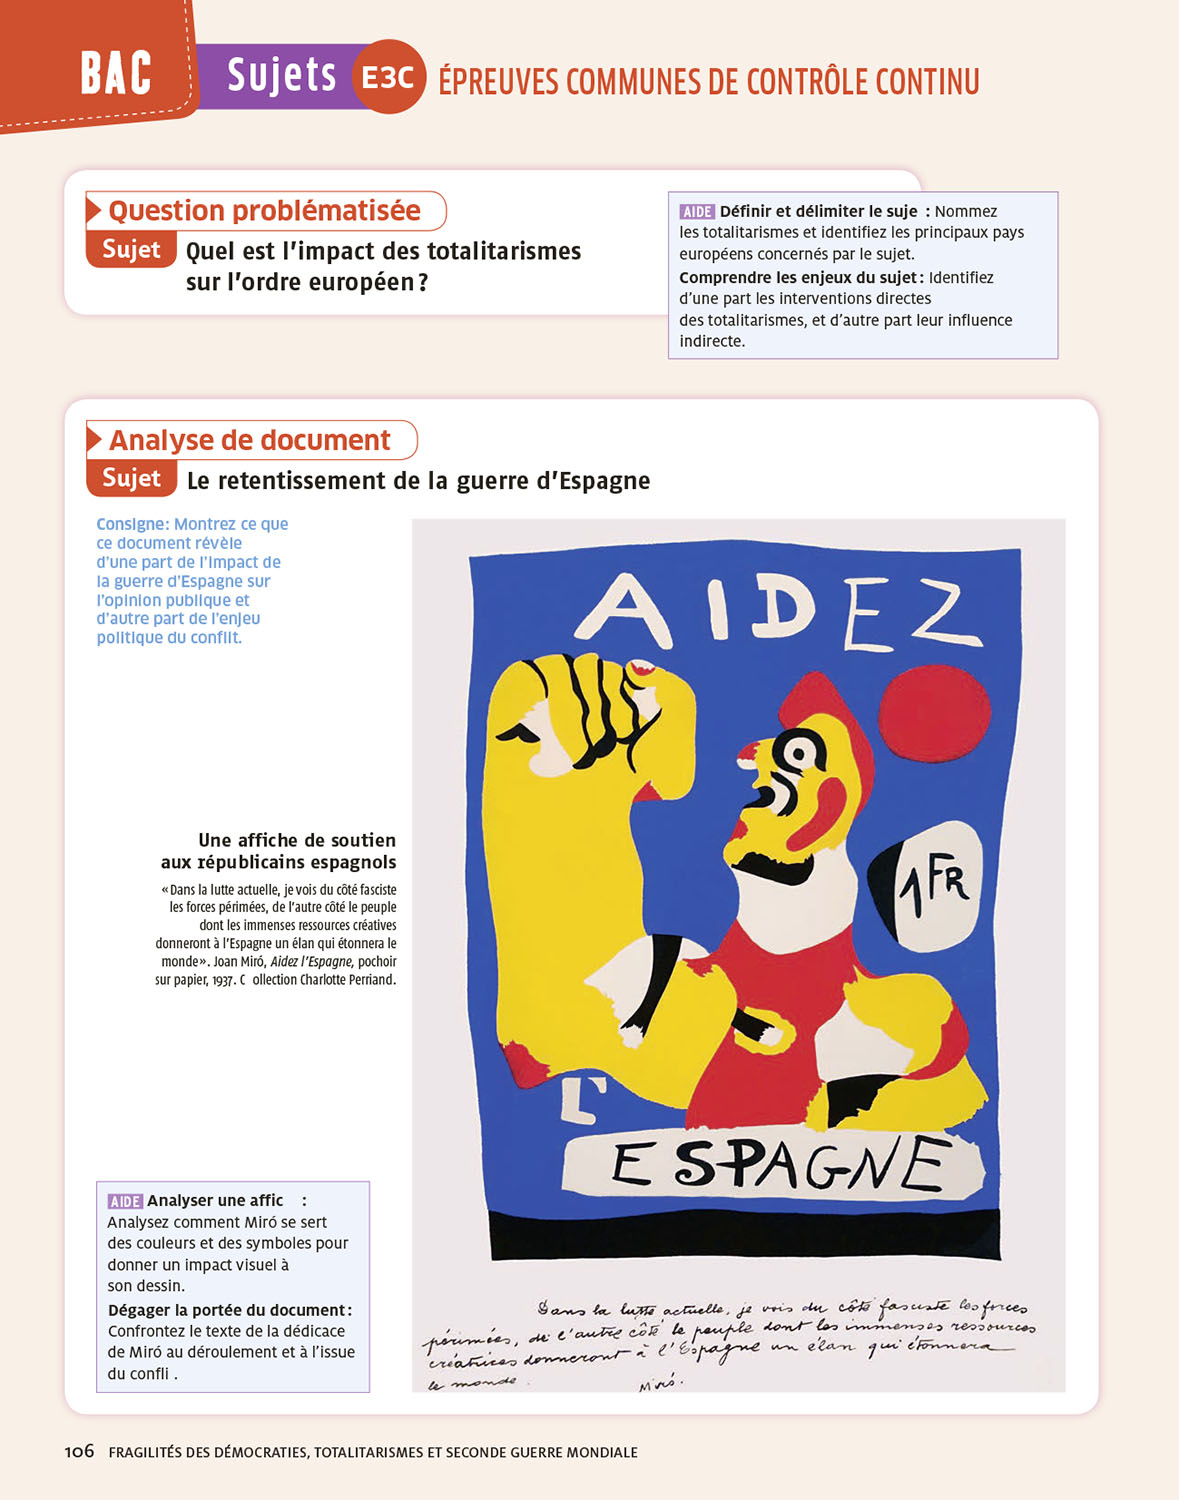 BAC
Sujets E3C ÉPREUVES COMMUNES DE CONTRÔLE CONTINU
Question problématisée
Sujet Quel est l'impact des totalitarismes
sur l'ordre européen ?
AIDE Définir et délimiter le suje : Nommez
les totalitarismes et identifiez les principaux pays
européens concernés par le sujet.
Comprendre les enjeux du sujet : Identifiez
d'une part les interventions directes
des totalitarismes, et d'autre part leur influence
indirecte.
Analyse de document
Sujet Le retentissement de la guerre d'Espagne
Consigne : Montrez ce que
ce document révèle
d'une part de l'impact de
la guerre d'Espagne sur
l'opinion publique et
d'autre part de l'enjeu
politique du conflit.
Une affiche de soutien
aux républicains espagnols
« Dans la lutte actuelle, je vois du côté fasciste
les forces périmées, de l'autre côté le peuple
dont les immenses ressources créatives
donneront à l'Espagne un élan qui étonnera le
monde ». Joan Miró, Aidez l'Espagne, pochoir
sur papier, 1937. C ollection Charlotte Perriand.
AIDE Analyser une affic :
Analysez comment Miró se sert
des couleurs et des symboles pour
donner un impact visuel à
son dessin.
Dégager la portée du document :
Confrontez le texte de la dédicace
de Miró au déroulement et à l'issue
du confli .
AIDEZ
1FR
L'
ESPAGNE
Dans la lutte actuelle, je vois du côté fasciste les forces
périmées, de l'autre côté le peuple dont les immenses ressources
créatrices donneront à l'Espagne un élan qui étonnera
le monde.
Miró.
106 FRAGILITÉS DES DÉMOCRATIES, TOTALITARISMES ET SECONDE GUERRE MONDIALE